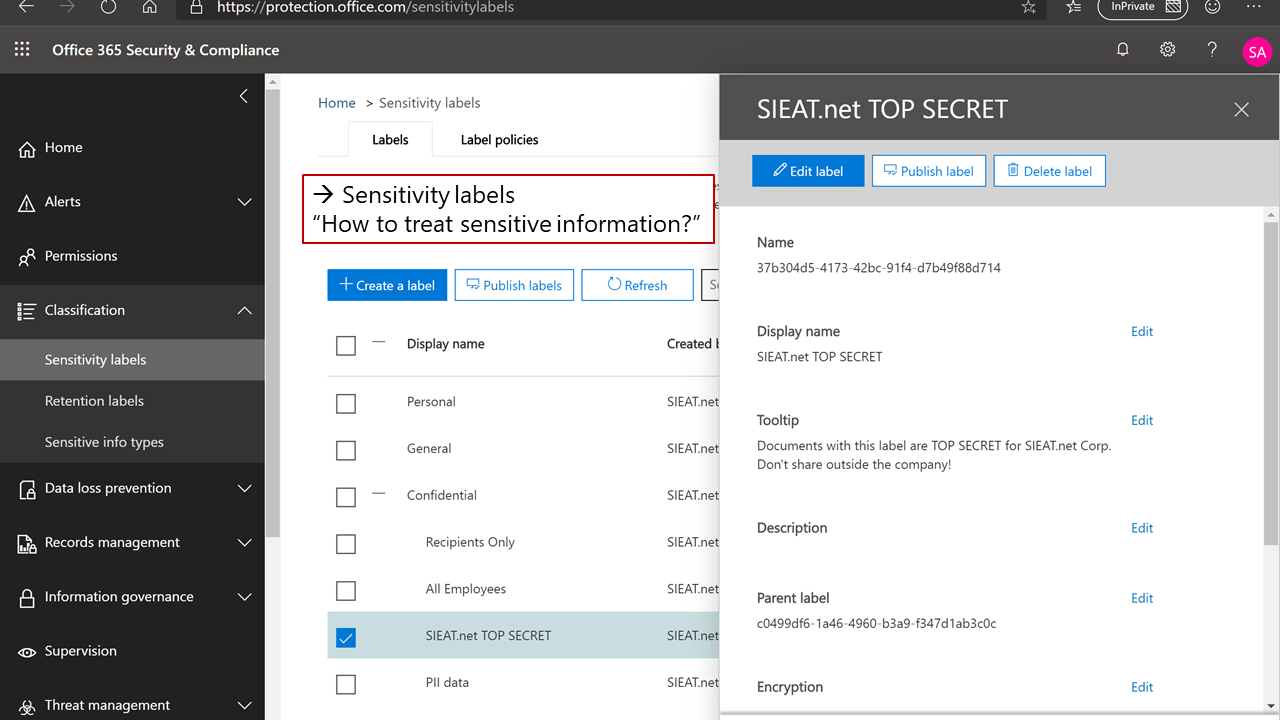 https://protection.office.com/sensitivitylabels
InPrivate
Office 365 Security & Compliance
?
SA
Home
Alerts
Permissions
Classification
Sensitivity labels
Retention labels
Sensitive info types
Data loss prevention
Records management
Information governance
Supervision
Threat management
Home > Sensitivity labels
Labels
Label policies
→ Sensitivity labels
“How to treat sensitive information?”
+ Create a label
Publish labels
Refresh
Display name
Created
Personal
SIEAT.net
General
SIEAT.net
Confidential
SIEAT.net
Recipients Only
SIEAT.net
All Employees
SIEAT.net
SIEAT.net TOP SECRET
SIEAT.net
PII data
SIEAT.net
SIEAT.net TOP SECRET
Edit label
Publish label
Delete label
Name
37b304d5-4173-42bc-91f4-d7b49f88d714
Display name
Edit
SIEAT.net TOP SECRET
Tooltip
Edit
Documents with this label are TOP SECRET for SIEAT.net Corp.
Don't share outside the company!
Description
Edit
Parent label
Edit
c0499df6-1a46-4960-b3a9-f347d1ab3c0c
Encryption
Edit